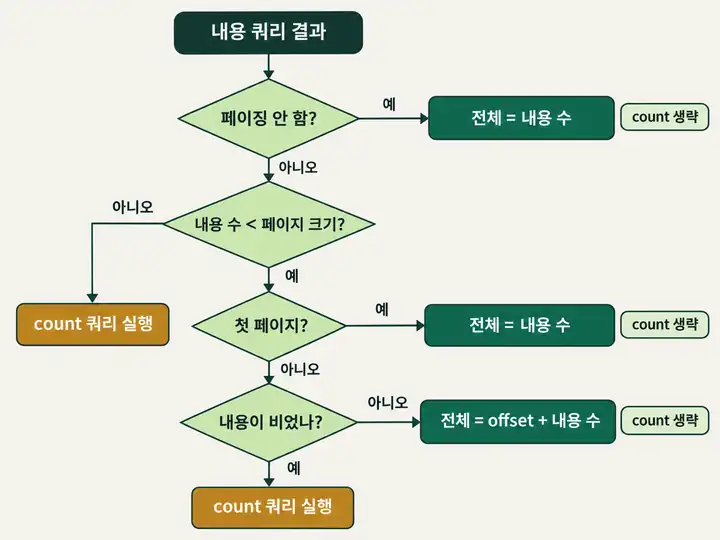 내용 쿼리 결과
페이징 안 함?
예
전체 = 내용 수
count 생략
아니오
내용 수 < 페이지 크기?
아니오
count 쿼리 실행
예
첫 페이지?
예
전체 = 내용 수
count 생략
아니오
내용이 비었나?
아니오
전체 = offset + 내용 수
count 생략
예
count 쿼리 실행